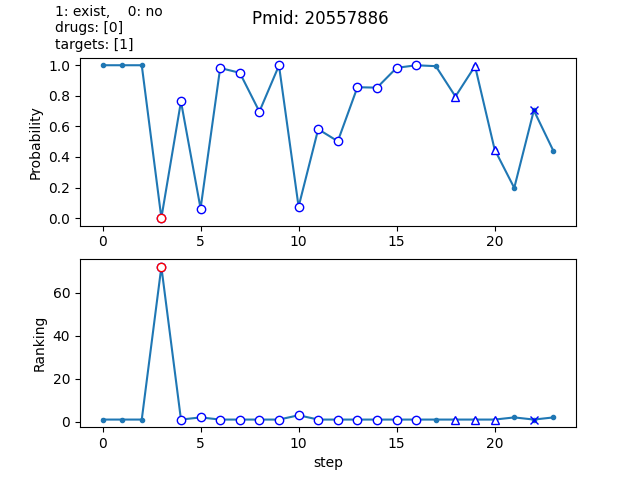 1: exist,    0: no
Pmid: 20557886
drugs: [0]
targets: [1]
1.0
0.8
0.6
0.4
0.2
0.0
Probability
0 5 10 15 20
60
40
20
0
Ranking
0 5 10 15 20
step